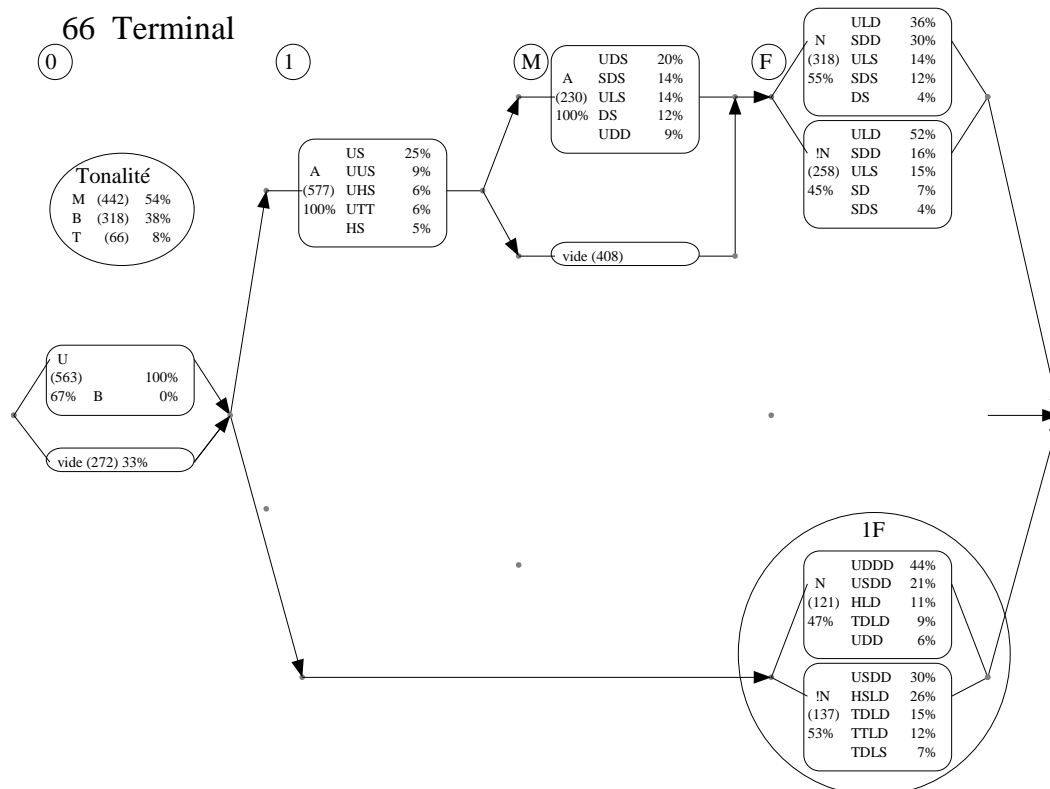 66 Terminal
0
1
M
F
Tonalité
M (442) 54%
B (318) 38%
T (66) 8%
U
(563) 100%
67% B 0%
vide (272) 33%
US 25%
A UUS 9%
(577) UHS 6%
100% UTT 6%
HS 5%
UDS 20%
A SDS 14%
(230) ULS 14%
100% DS 12%
UDD 9%
vide (408)
ULD 36%
N SDD 30%
(318) ULS 14%
55% SDS 12%
DS 4%
ULD 52%
!N SDD 16%
(258) ULS 15%
45% SD 7%
SDS 4%
1F
UDDD 44%
N USDD 21%
(121) HLD 11%
47% TDLD 9%
UDD 6%
USDD 30%
!N HSLD 26%
(137) TDLD 15%
53% TTLD 12%
TDLS 7%